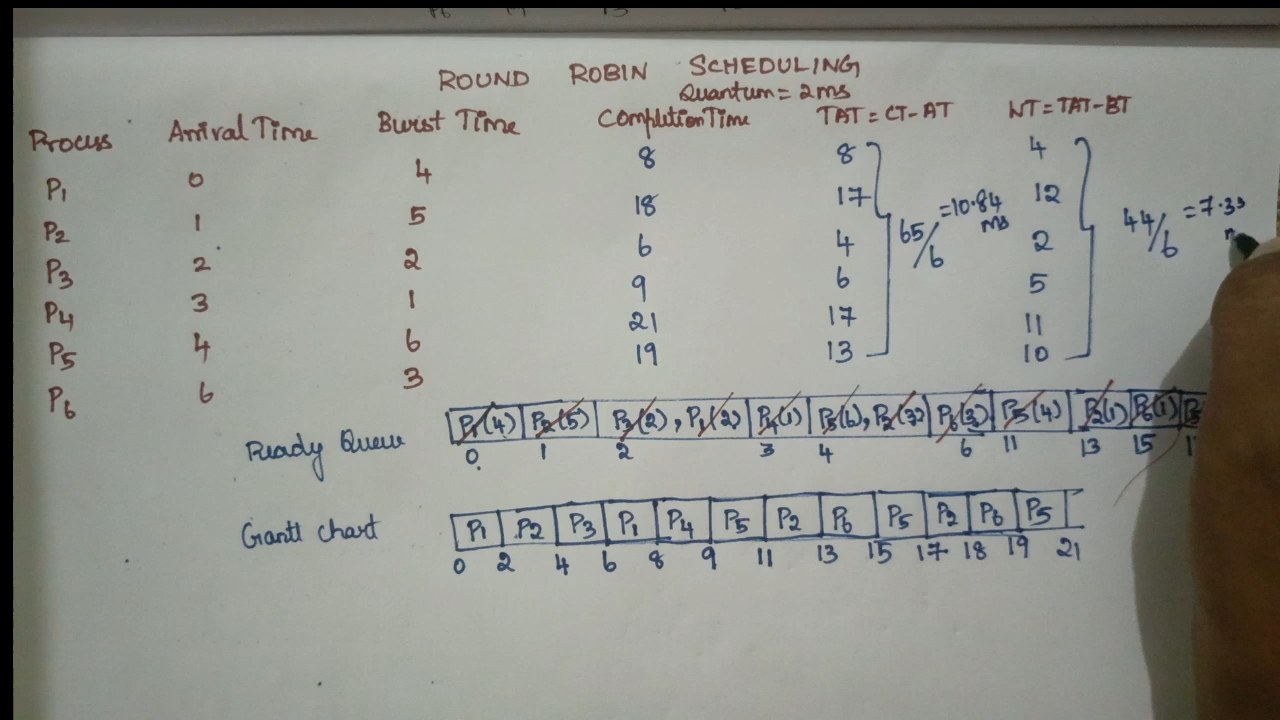 ROUND ROBIN SCHEDULING
Quantum = 2ms
Process Arrival Time Burst Time Completion Time TAT = CT-AT WT = TAT-BT
P1 0 4 8 8 4
P2 1 5 18 17 12
P3 2 2 6 4 2
P4 3 1 9 6 5
P5 4 6 21 17 11
P6 6 3 19 13 10
65/6 =10.84 ms
44/6 =7.33
Ready Queue P1(4) P2(5) P3(2), P1(2) P4(1) P5(6), P2(3) P6(3) P5(4) P2(1) P6(1)
0 1 2 3 4 6 11 13 15
Gantt chart P1 P2 P3 P1 P4 P5 P2 P6 P5 P2 P6 P5
0 2 4 6 8 9 11 13 15 17 18 19 21